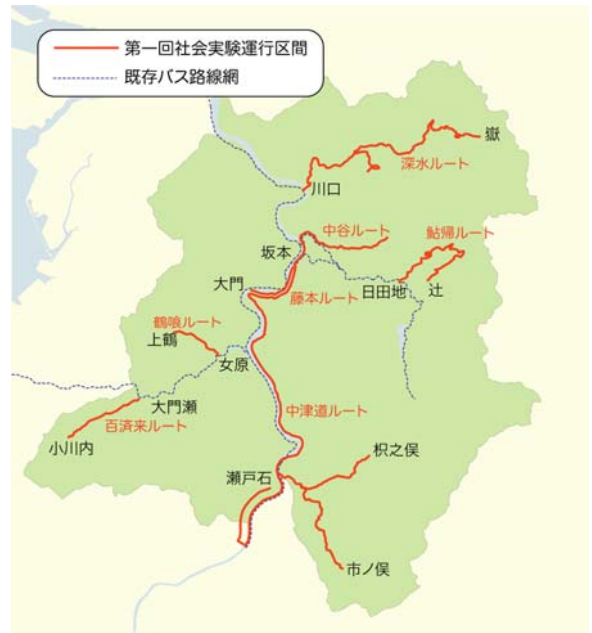 第一回社会実験運行区間
既存バス路線網
嶽
深水ルート
川口
中谷ルート
鮎帰ルート
坂本
大門
藤本ルート
日田地
辻
鶴喰ルート
上鶴
女原
大門瀬
中津道ルート
百済来ルート
小川内
枳之俣
瀬戸石
市ノ俣